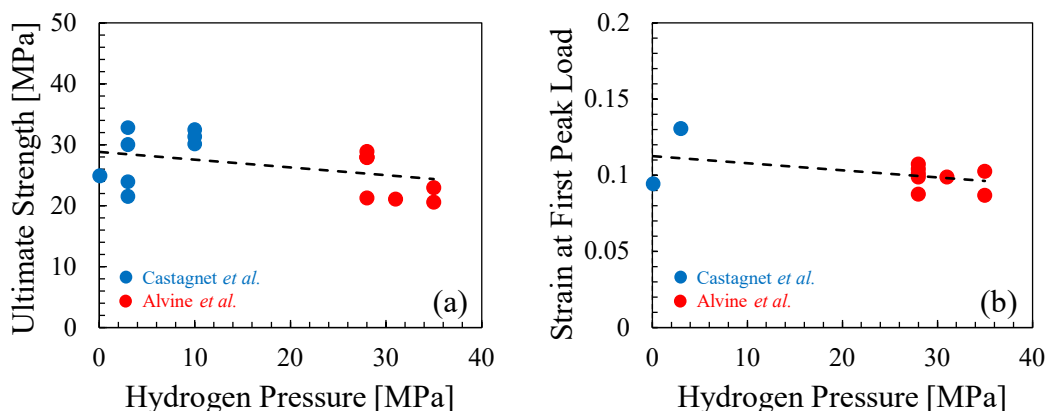 Ultimate Strength [MPa]
50
40
30
20
10
0
Castagnet et al.
Alvine et al.
(a)
0
10
20
30
40
Hydrogen Pressure [MPa]
Strain at First Peak Load
0.2
0.15
0.1
0.05
0
Castagnet et al.
Alvine et al.
(b)
0
10
20
30
40
Hydrogen Pressure [MPa]